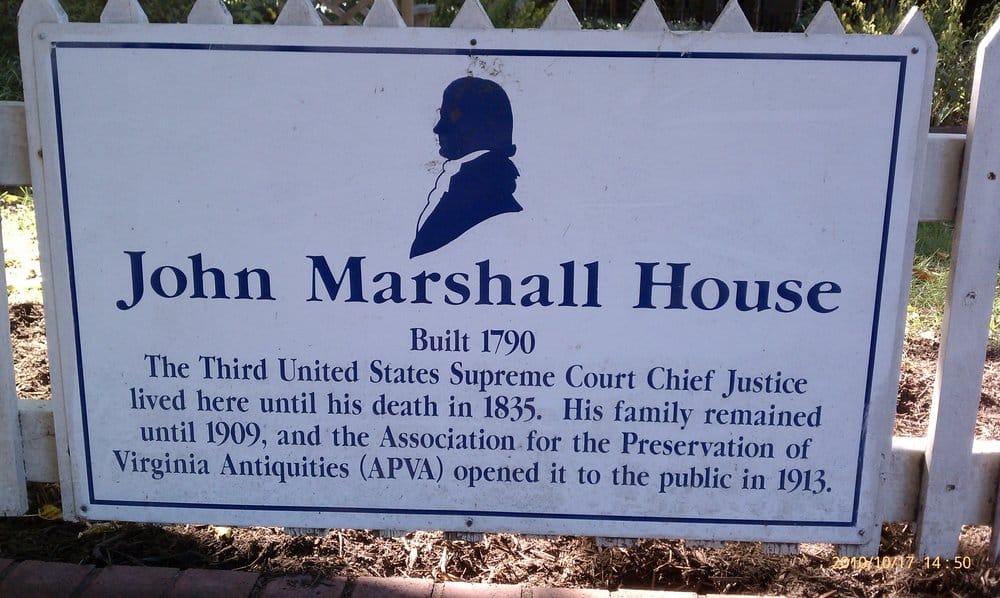 John Marshall House
Built 1790
The Third United States Supreme Court Chief Justice
lived here until his death in 1835. His family remained
until 1909, and the Association for the Preservation of
Virginia Antiquities (APVA) opened it to the public in 1913.
2010/10/17 14:50